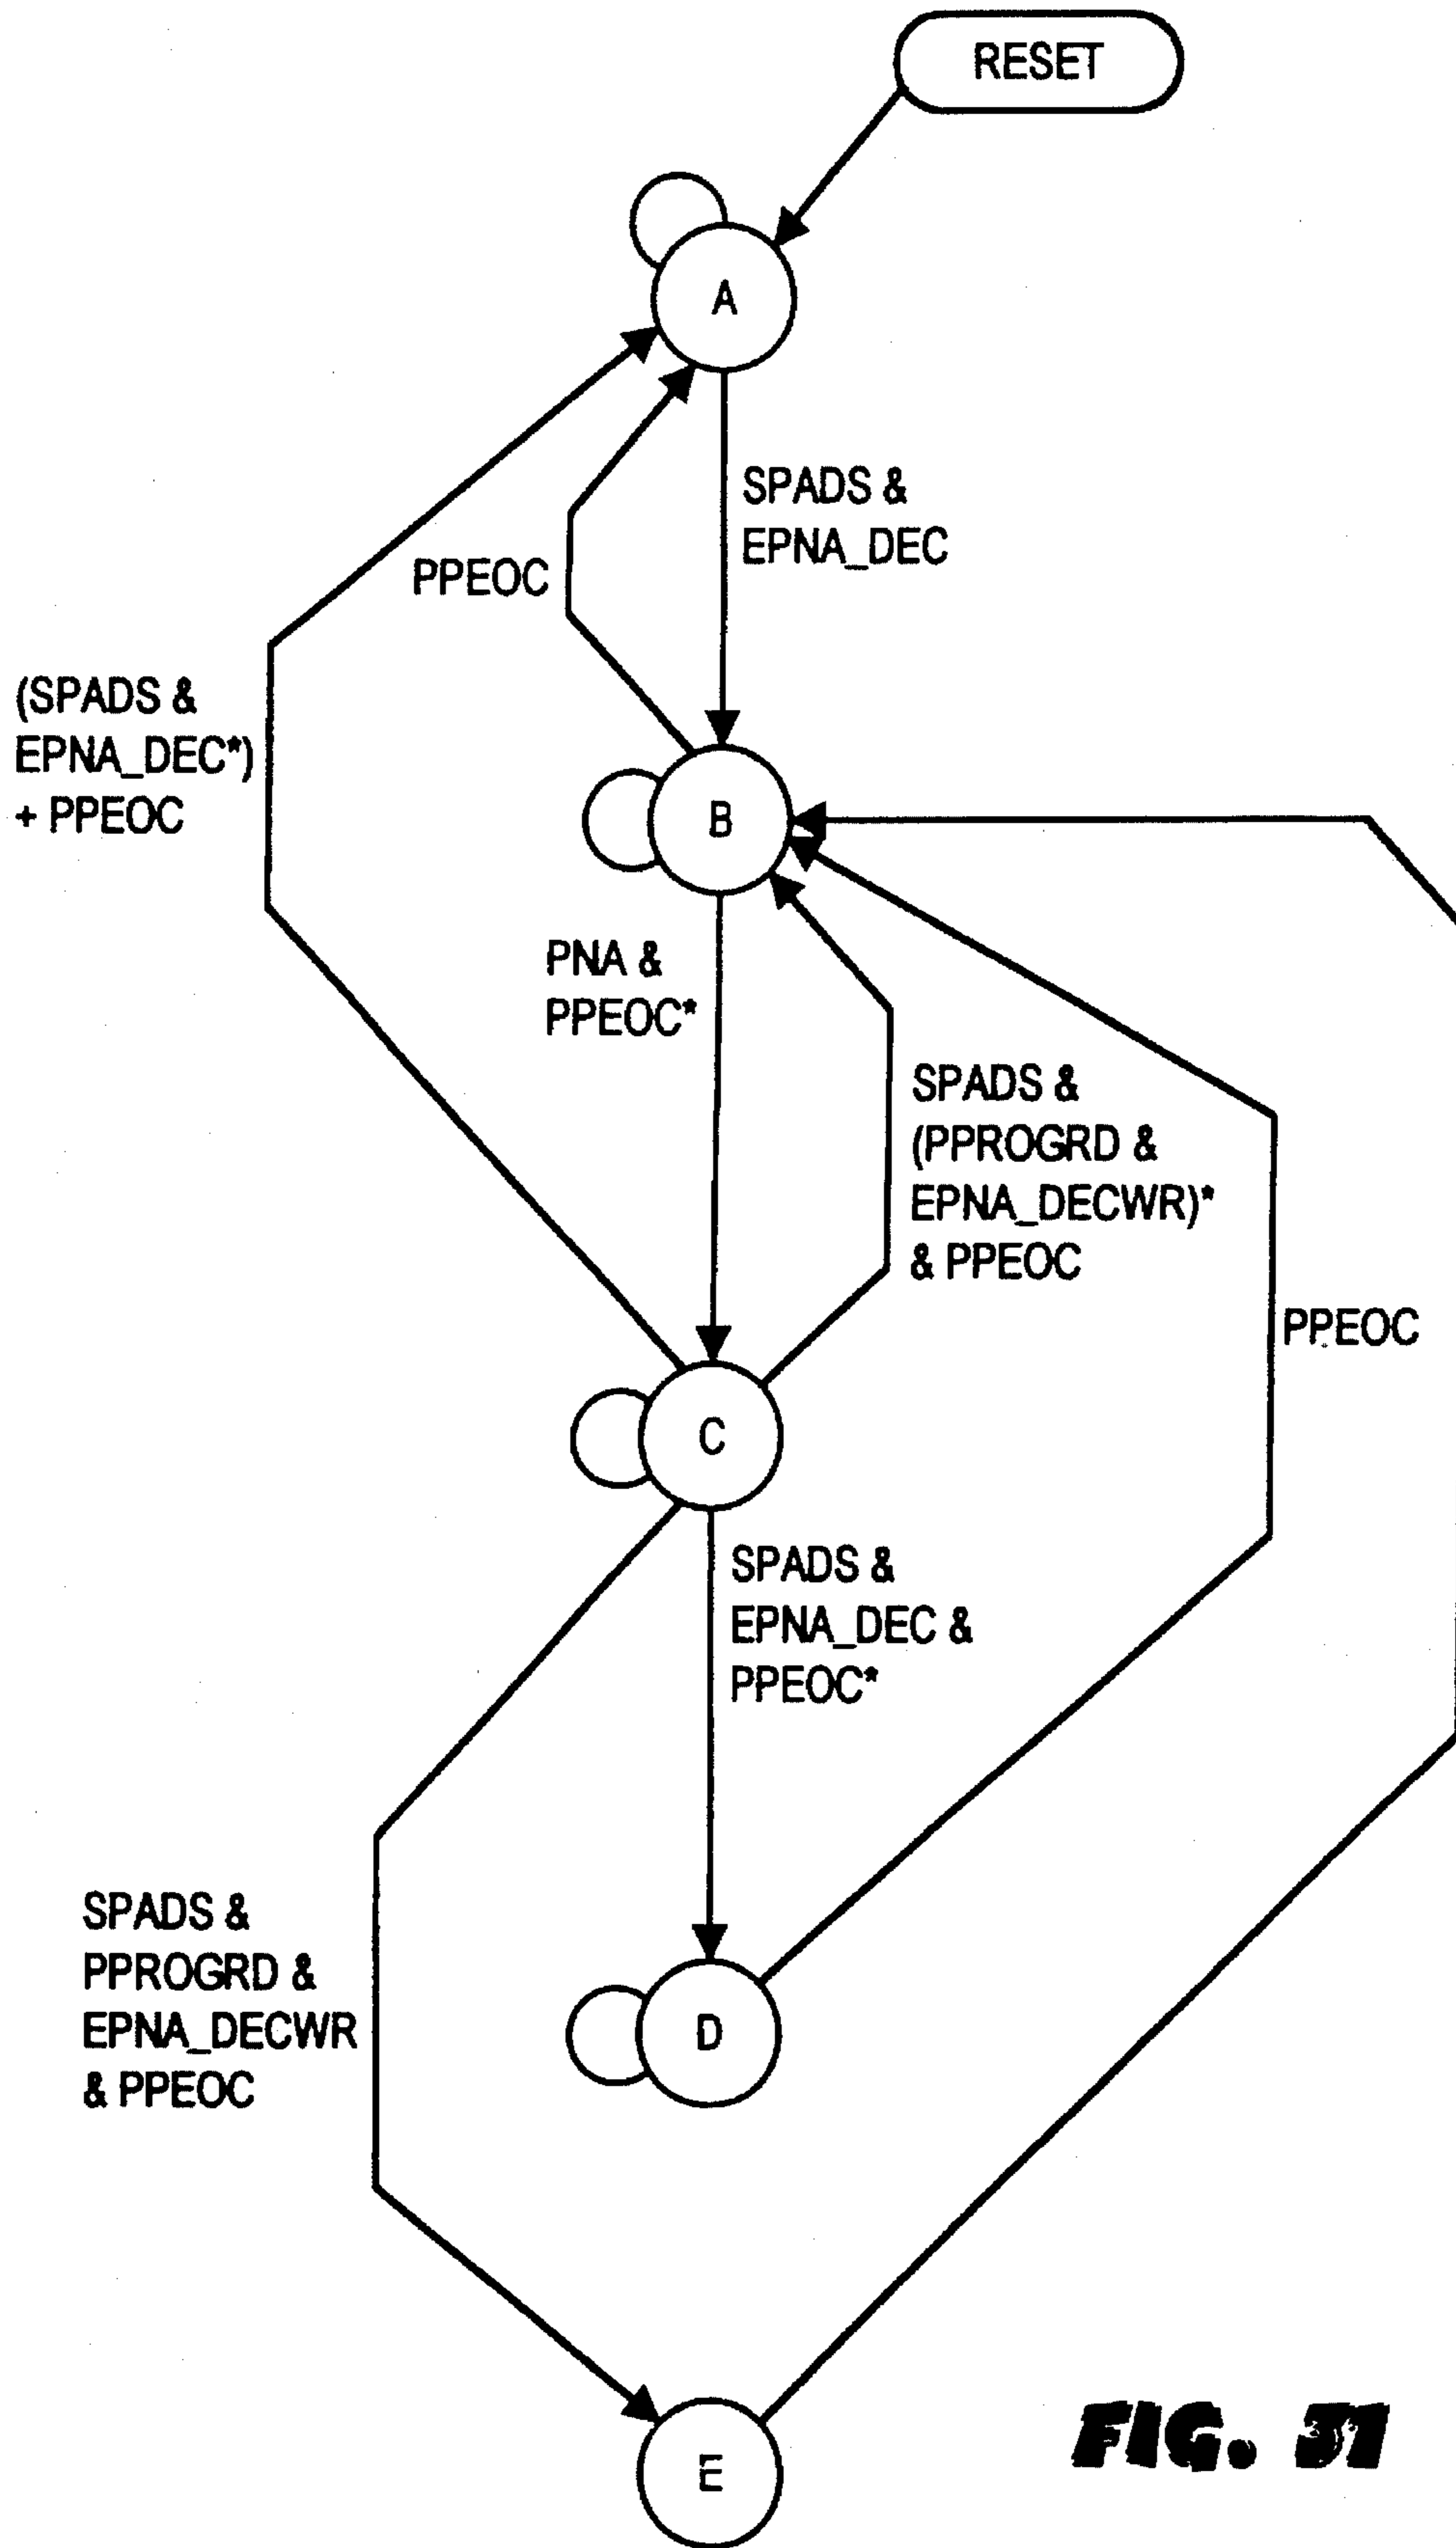 RESET
A
SPADS &
EPNA_DEC
PPEOC
(SPADS &
EPNA_DEC*)
+ PPEOC
B
PNA &
PPEOC*
SPADS &
(PPROGRD &
EPNA_DECWR)*
& PPEOC
PPEOC
C
SPADS &
EPNA_DEC &
PPEOC*
SPADS &
PPROGRD &
EPNA_DECWR
& PPEOC
D
E
FIG. 31